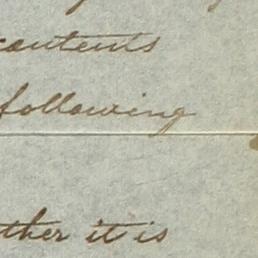 contents
following
ther it is